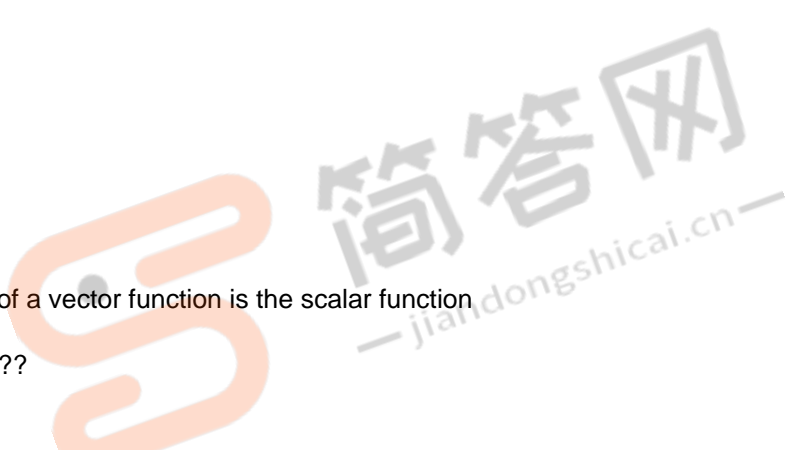 简答网
jiandongshicai.cn
of a vector function is the scalar function
??